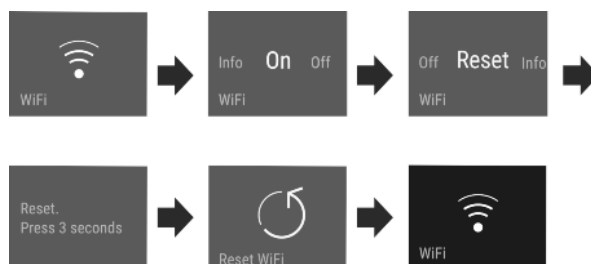 WiFi
Info On Off
WiFi
Off Reset Info
WiFi
Reset.
Press 3 seconds
Reset WiFi
WiFi